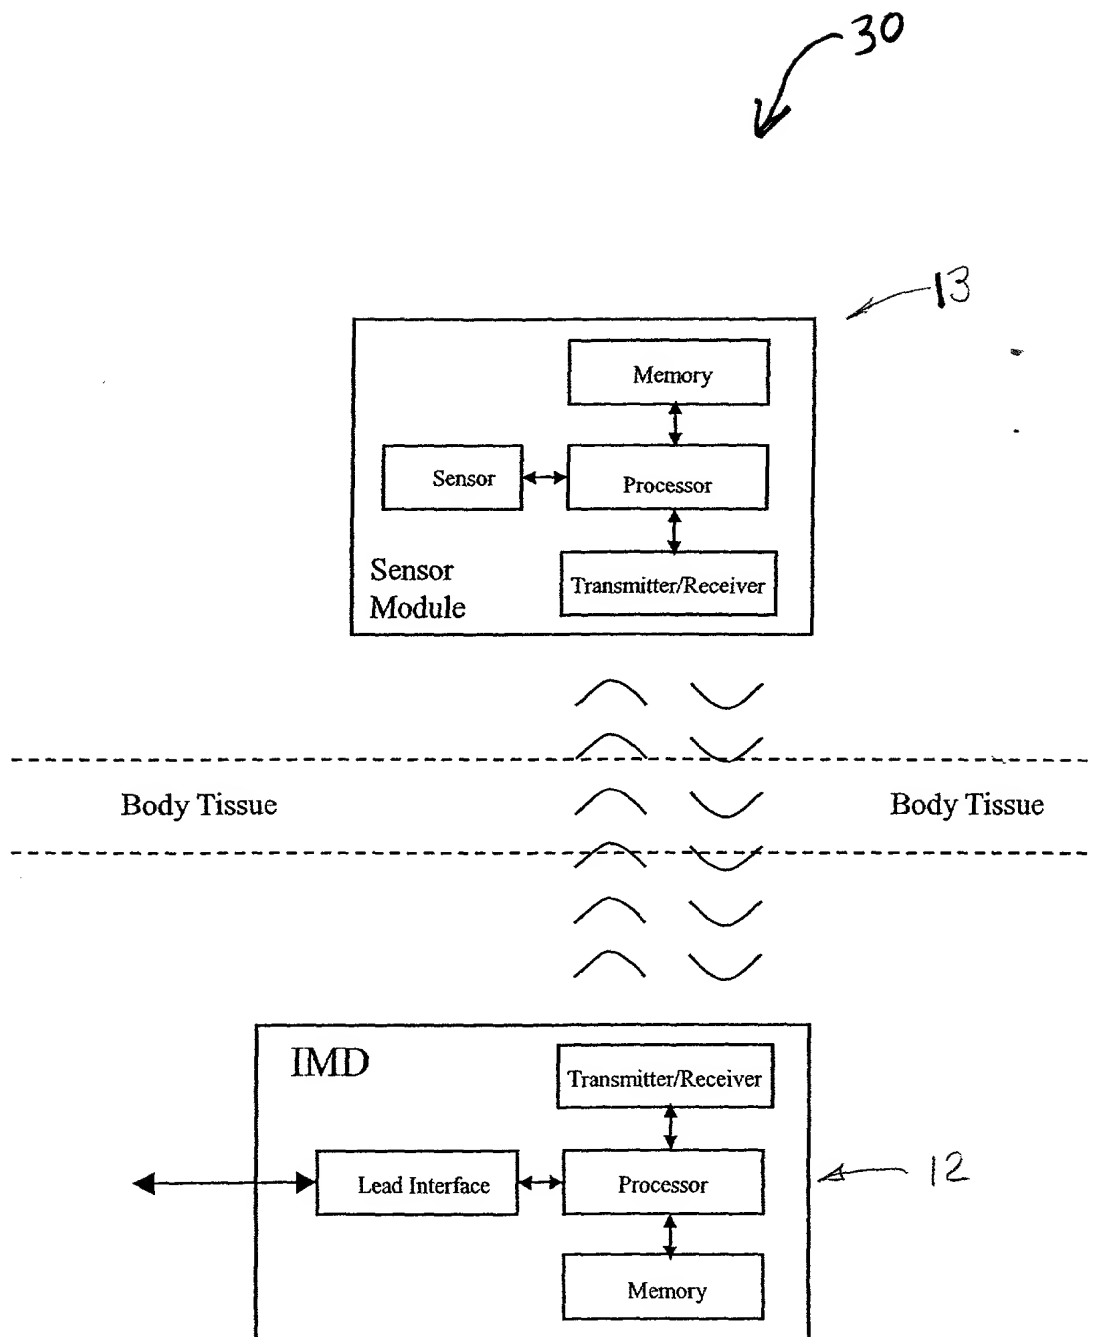 30
13
Memory
Sensor
Processor
Sensor
Module
Transmitter/Receiver
Body Tissue
Body Tissue
IMD
Transmitter/Receiver
Lead Interface
Processor
12
Memory